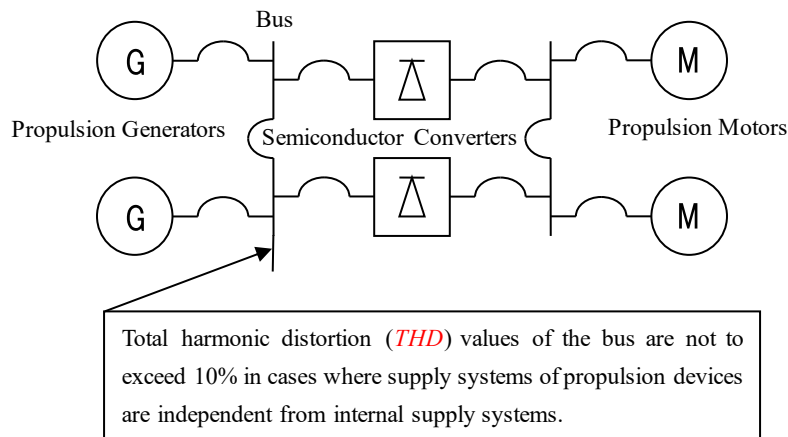 Bus
G
M
Propulsion Generators
Semiconductor Converters
Propulsion Motors
G
M
Total harmonic distortion (THD) values of the bus are not to
exceed 10% in cases where supply systems of propulsion devices
are independent from internal supply systems.